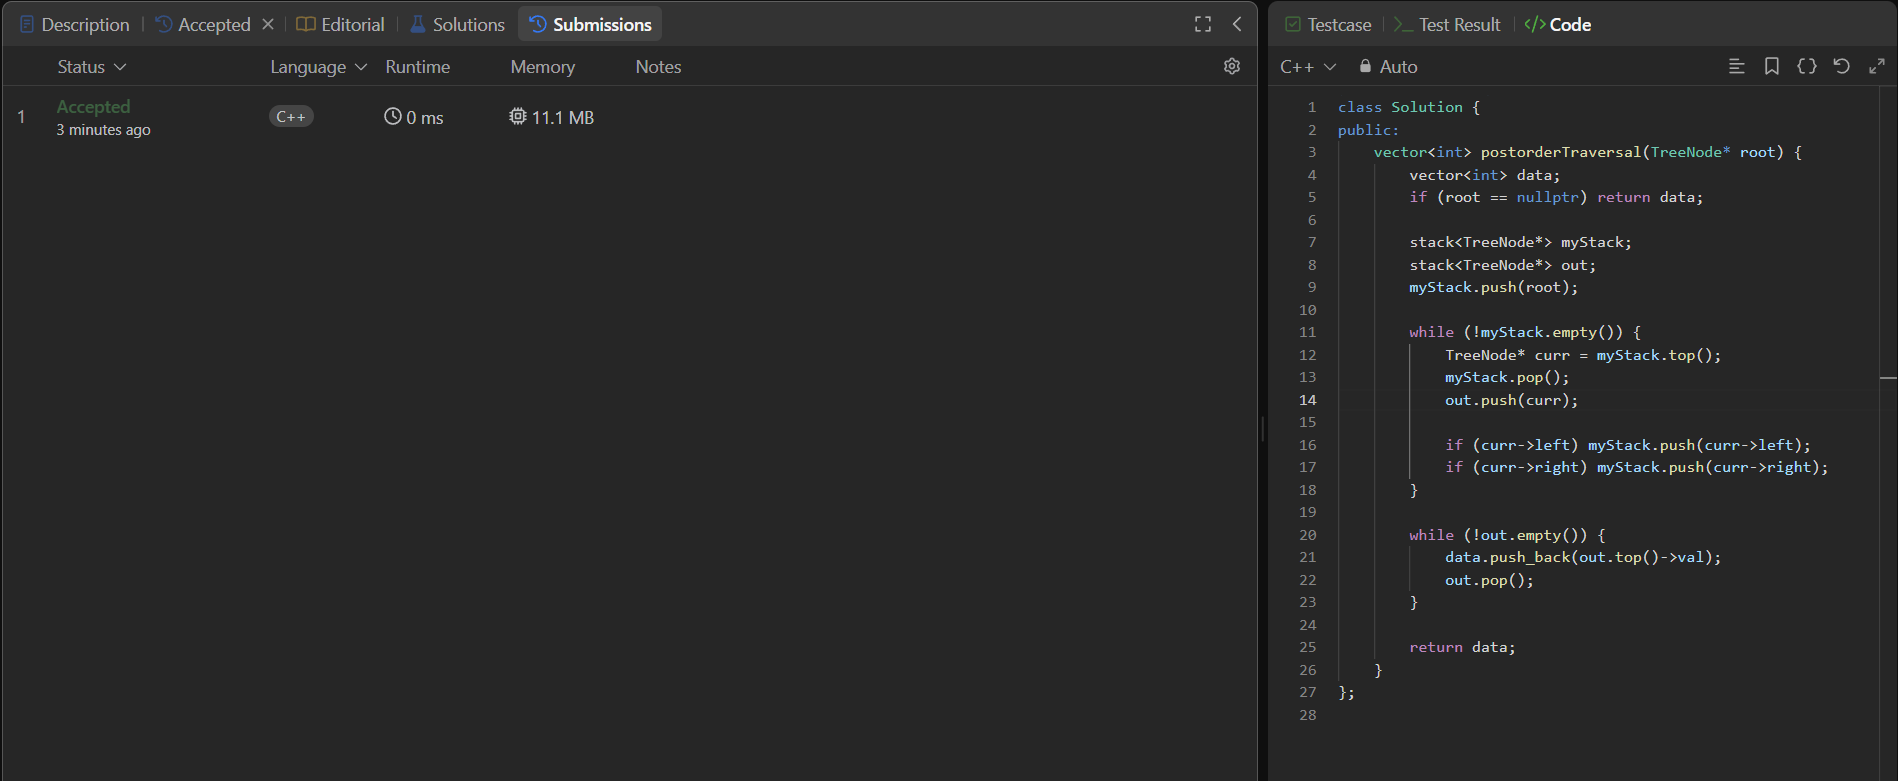 Description Accepted Editorial Solutions Submissions
Status Language Runtime Memory Notes
1 Accepted C++ 0 ms 11.1 MB
3 minutes ago
Testcase Test Result </> Code
C++ Auto
1 class Solution {
2 public:
3     vector<int> postorderTraversal(TreeNode* root) {
4         vector<int> data;
5         if (root == nullptr) return data;
6
7         stack<TreeNode*> myStack;
8         stack<TreeNode*> out;
9         myStack.push(root);
10
11         while (!myStack.empty()) {
12             TreeNode* curr = myStack.top();
13             myStack.pop();
14             out.push(curr);
15
16             if (curr->left) myStack.push(curr->left);
17             if (curr->right) myStack.push(curr->right);
18         }
19
20         while (!out.empty()) {
21             data.push_back(out.top()->val);
22             out.pop();
23         }
24
25         return data;
26     }
27 };
28